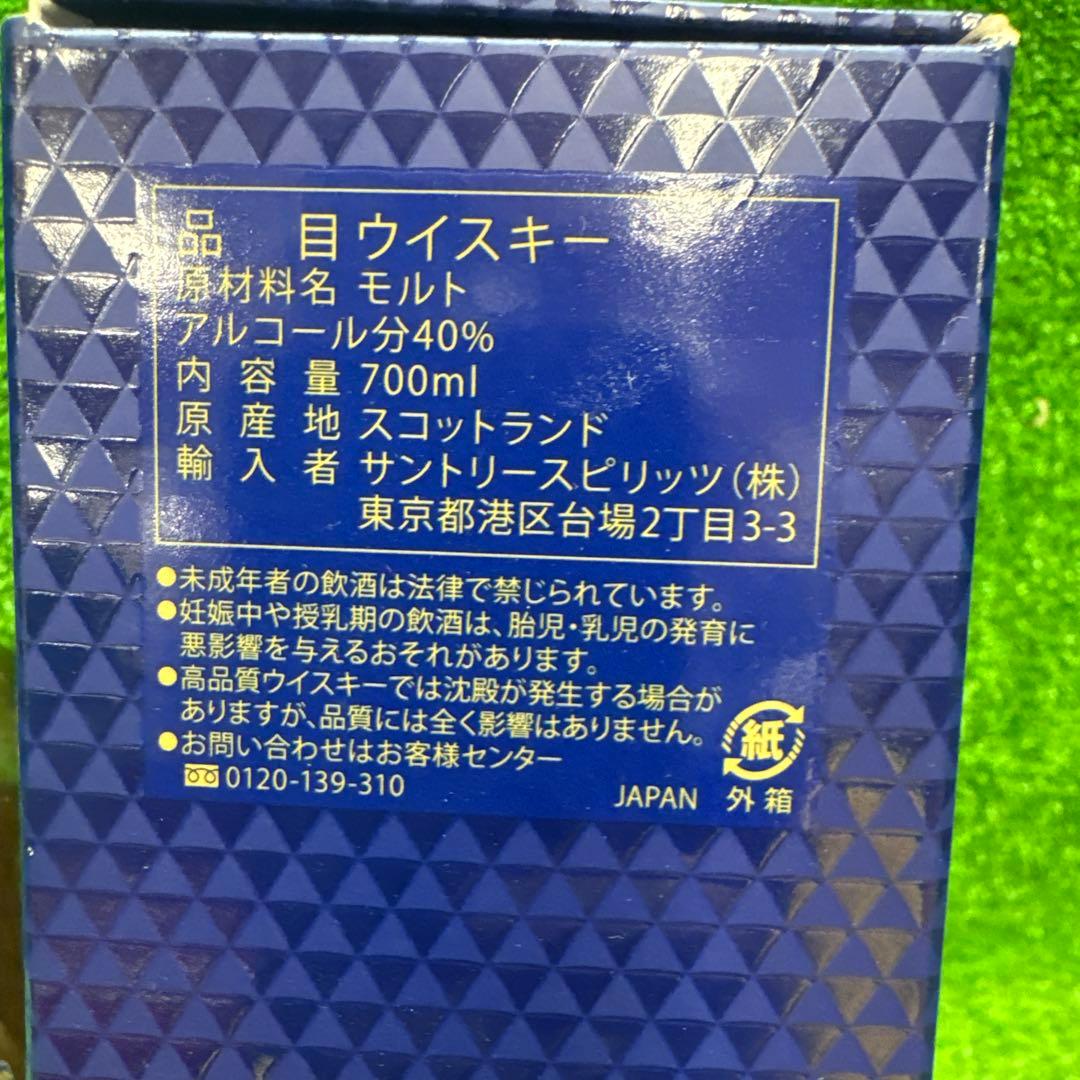 品 目 ウイスキー
原材料名 モルト
アルコール分40%
内容量 700ml
原産地 スコットランド
輸入者 サントリースピリッツ(株)
東京都港区台場2丁目3-3
●未成年者の飲酒は法律で禁じられています。
●妊娠中や授乳期の飲酒は、胎児・乳児の発育に
悪影響を与えるおそれがあります。
●高品質ウイスキーでは沈殿が発生する場合が
ありますが、品質には全く影響はありません。
●お問い合わせはお客様センター
0120-139-310
紙
JAPAN 外箱